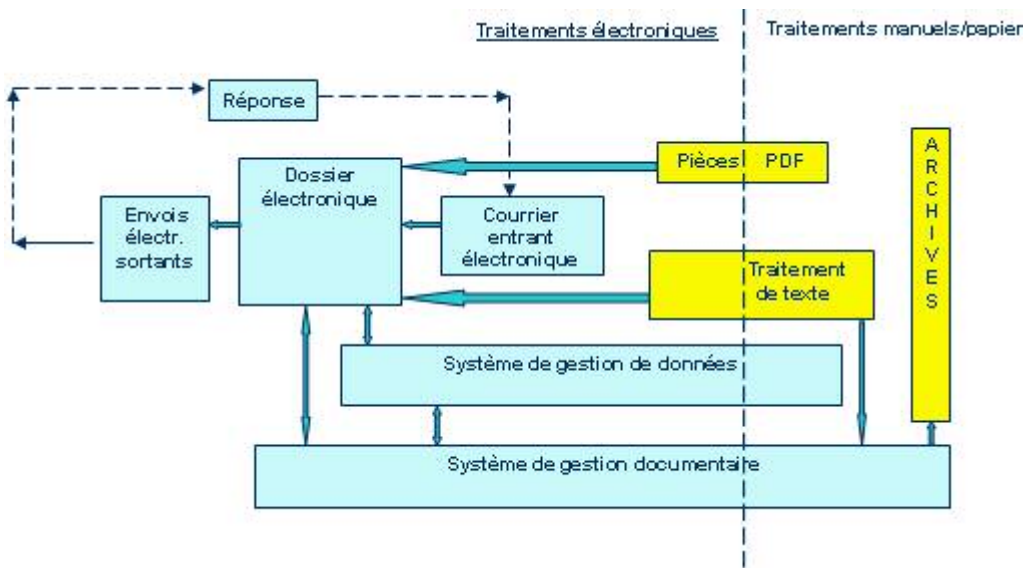 Traitements électroniques
Traitements manuels/papier
Réponse
Pièces PDF
ARCHIVES
Dossier
électronique
Envois
électr.
sortants
Courrier
entrant
électronique
Traitement
de texte
Système de gestion de données
Système de gestion documentaire